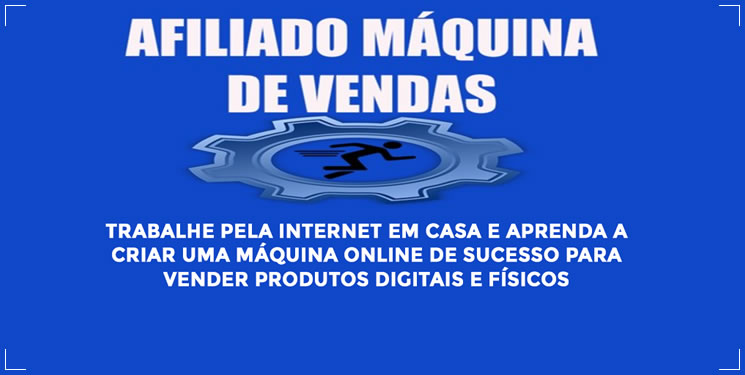 AFILIADO MÁQUINA
DE VENDAS
TRABALHE PELA INTERNET EM CASA E APRENDA A
CRIAR UMA MÁQUINA ONLINE DE SUCESSO PARA
VENDER PRODUTOS DIGITAIS E FÍSICOS